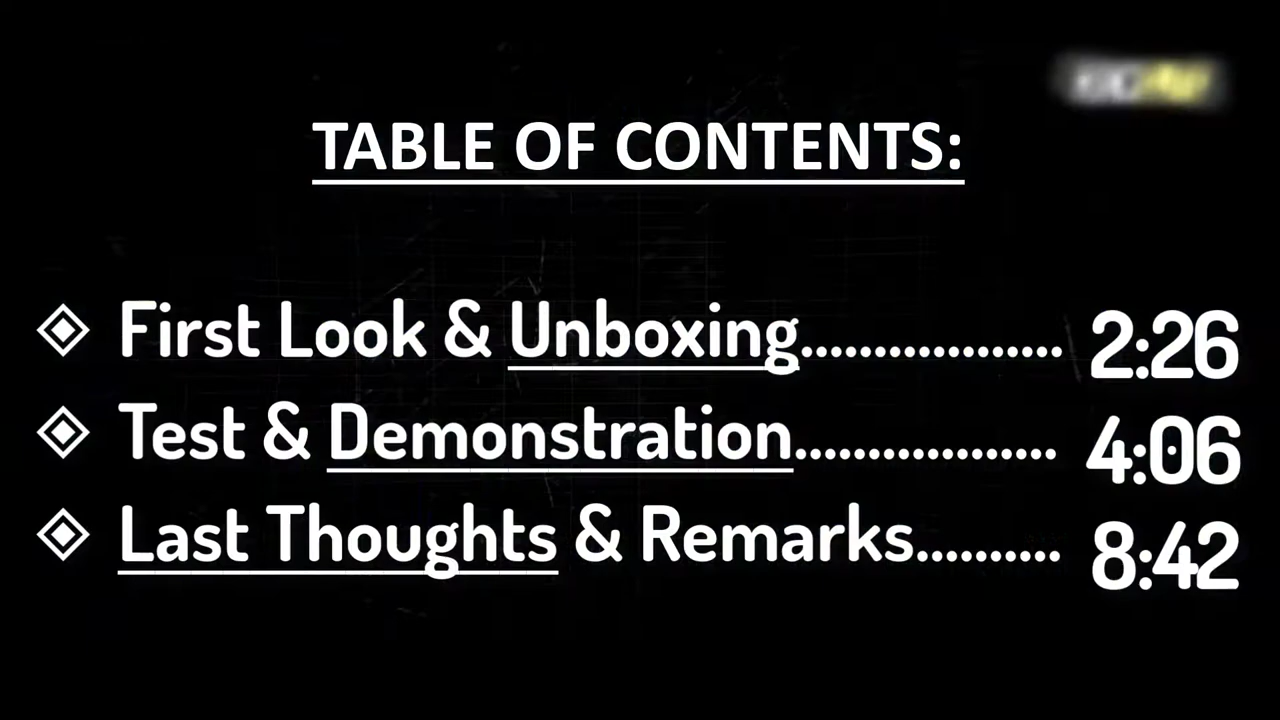 TABLE OF CONTENTS:
First Look & Unboxing.................. 2:26
Test & Demonstration.................. 4:06
Last Thoughts & Remarks.......... 8:42